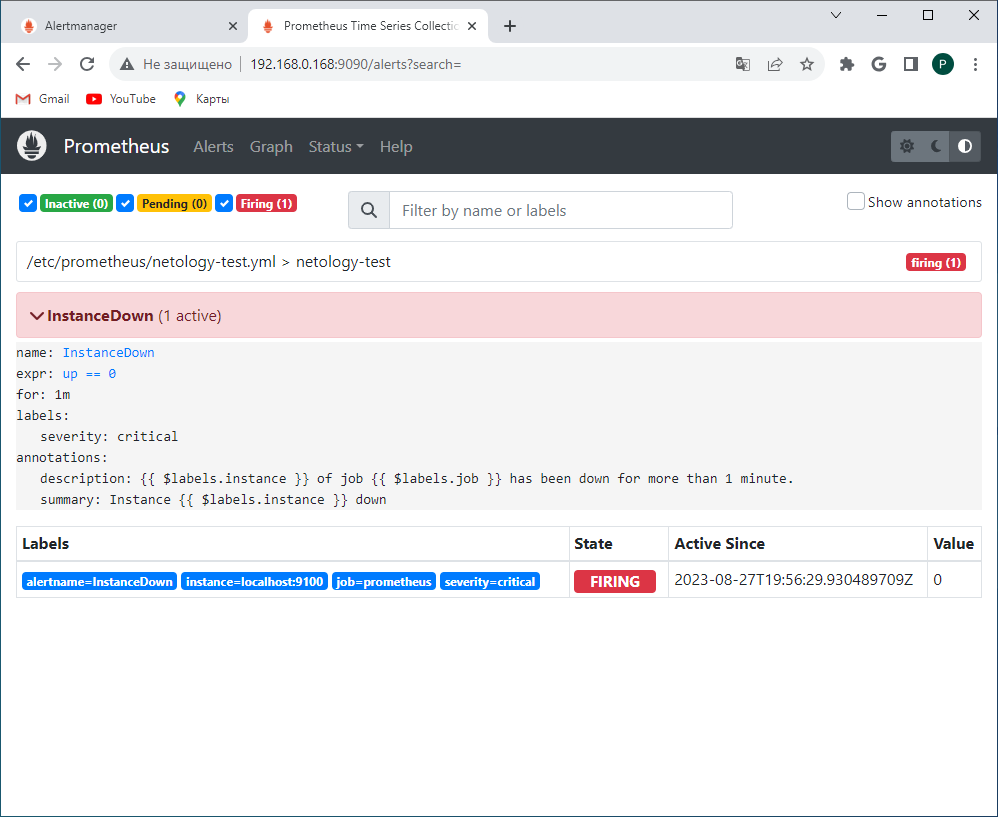 Alertmanager
Prometheus Time Series Collectio
Не защищено 192.168.0.168:9090/alerts?search=
P
Gmail YouTube Карты
Prometheus Alerts Graph Status Help
Inactive (0) Pending (0) Firing (1) Filter by name or labels Show annotations
/etc/prometheus/netology-test.yml > netology-test firing (1)
InstanceDown (1 active)
name: InstanceDown
expr: up == 0
for: 1m
labels:
severity: critical
annotations:
description: {{ $labels.instance }} of job {{ $labels.job }} has been down for more than 1 minute.
summary: Instance {{ $labels.instance }} down
Labels State Active Since Value
alertname=InstanceDown instance=localhost:9100 job=prometheus severity=critical FIRING 2023-08-27T19:56:29.930489709Z 0